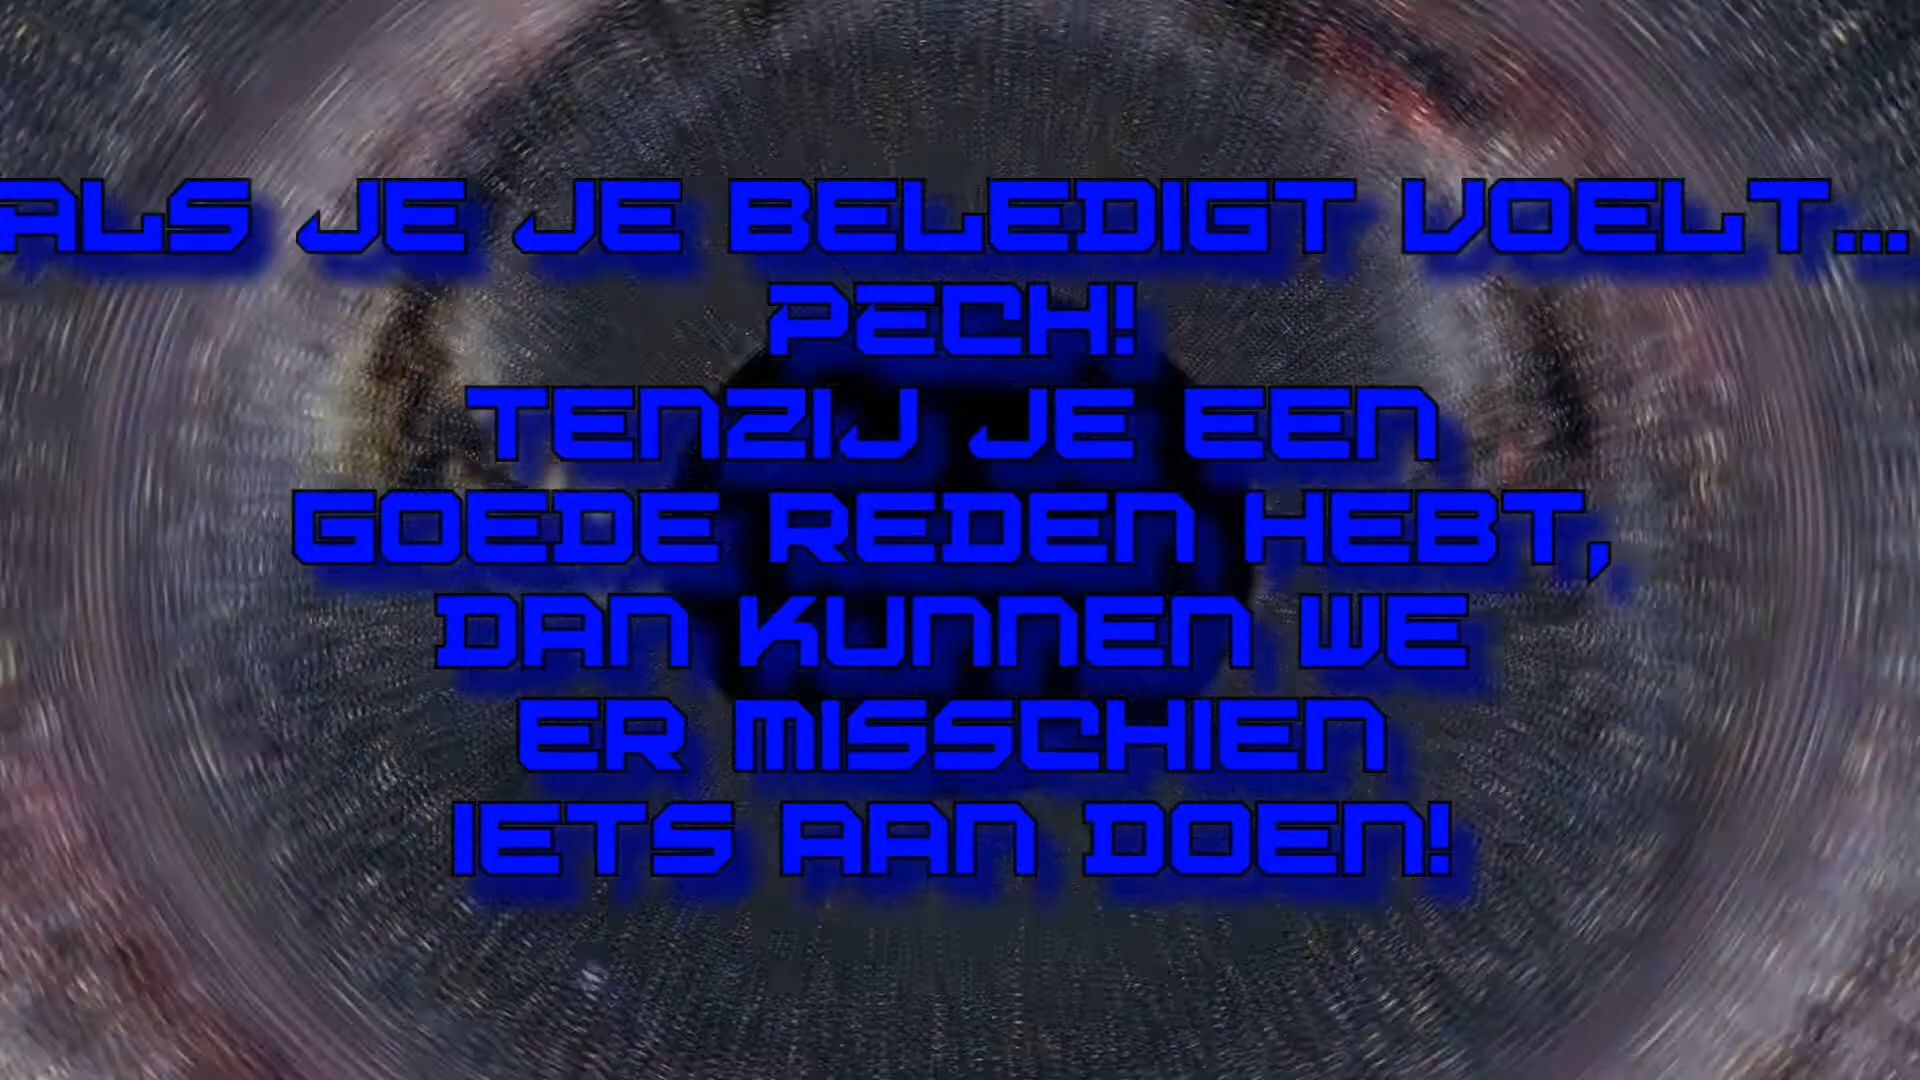 ALS JE JE BELEDIGT VOELT...
PECH!
TENZIJ JE EEN
GOEDE REDEN HEBT,
DAN KUNNEN WE
ER MISSCHIEN
IETS AAN DOEN!